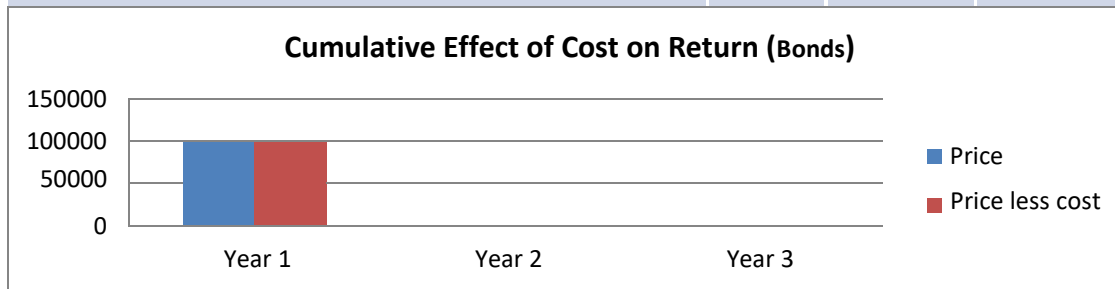 Cumulative Effect of Cost on Return (Bonds)
150000
100000
50000
0
Year 1 Year 2 Year 3
Price
Price less cost